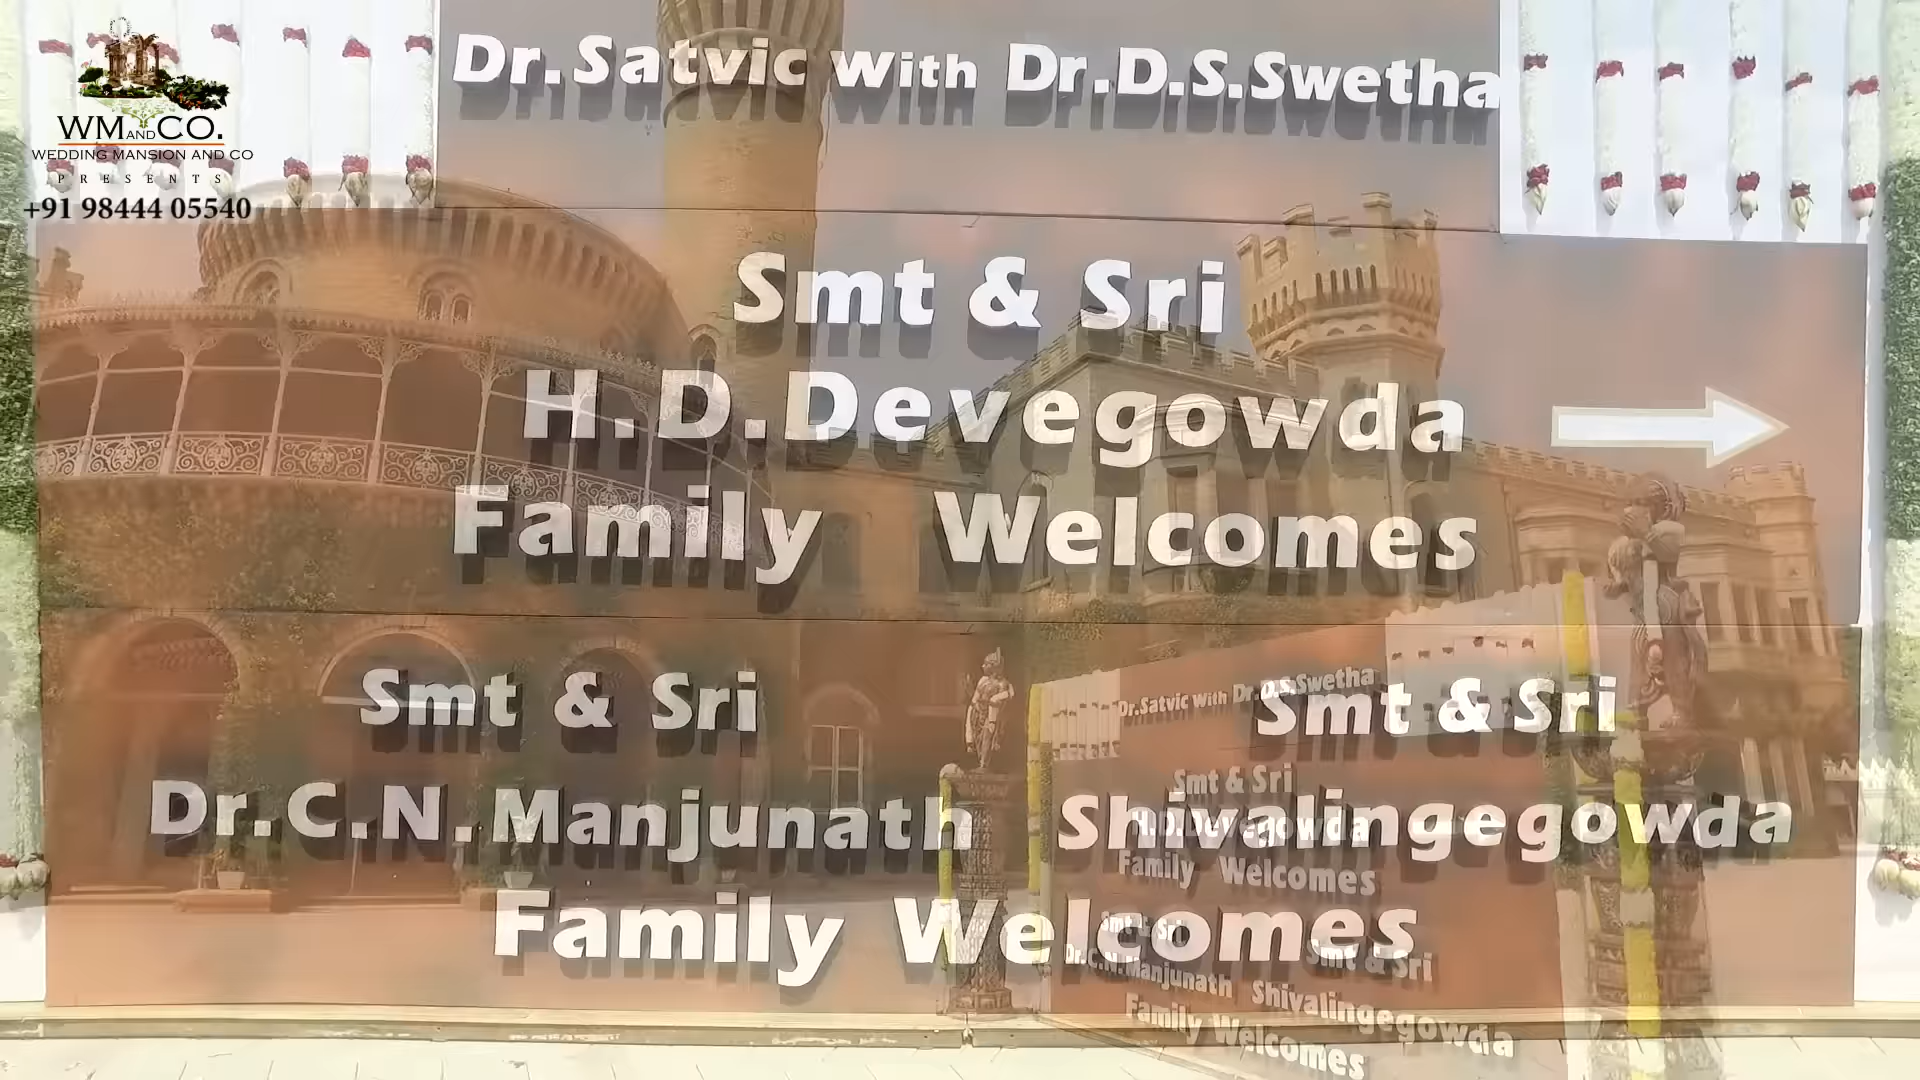 WM AND CO.
WEDDING MANSION AND CO
PRESENTS
+91 98444 05540
Dr.Satvic with Dr.D.S.Swetha
Smt & Sri
H.D.Devegowda
Family Welcomes
Smt & Sri
Dr.C.N.Manjunath
Smt & Sri
Shivalingegowda
Family Welcomes
Dr.Satvic with Dr.D.S.Swetha
Smt & Sri
H.D.Devegowda
Family Welcomes
Smt & Sri
Dr.C.N.Manjunath
Smt & Sri
Shivalingegowda
Family Welcomes